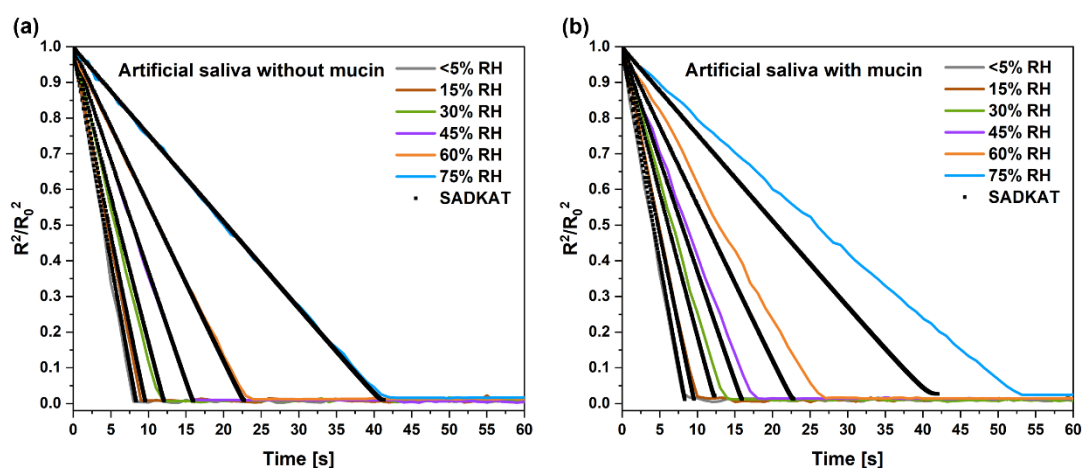 (a)
Artificial saliva without mucin
<5% RH
15% RH
30% RH
45% RH
60% RH
75% RH
SADKAT
R²/R₀²
1.0
0.9
0.8
0.7
0.6
0.5
0.4
0.3
0.2
0.1
0.0
0 5 10 15 20 25 30 35 40 45 50 55 60
Time [s]
(b)
Artificial saliva with mucin
<5% RH
15% RH
30% RH
45% RH
60% RH
75% RH
SADKAT
R²/R₀²
1.0
0.9
0.8
0.7
0.6
0.5
0.4
0.3
0.2
0.1
0.0
0 5 10 15 20 25 30 35 40 45 50 55 60
Time [s]